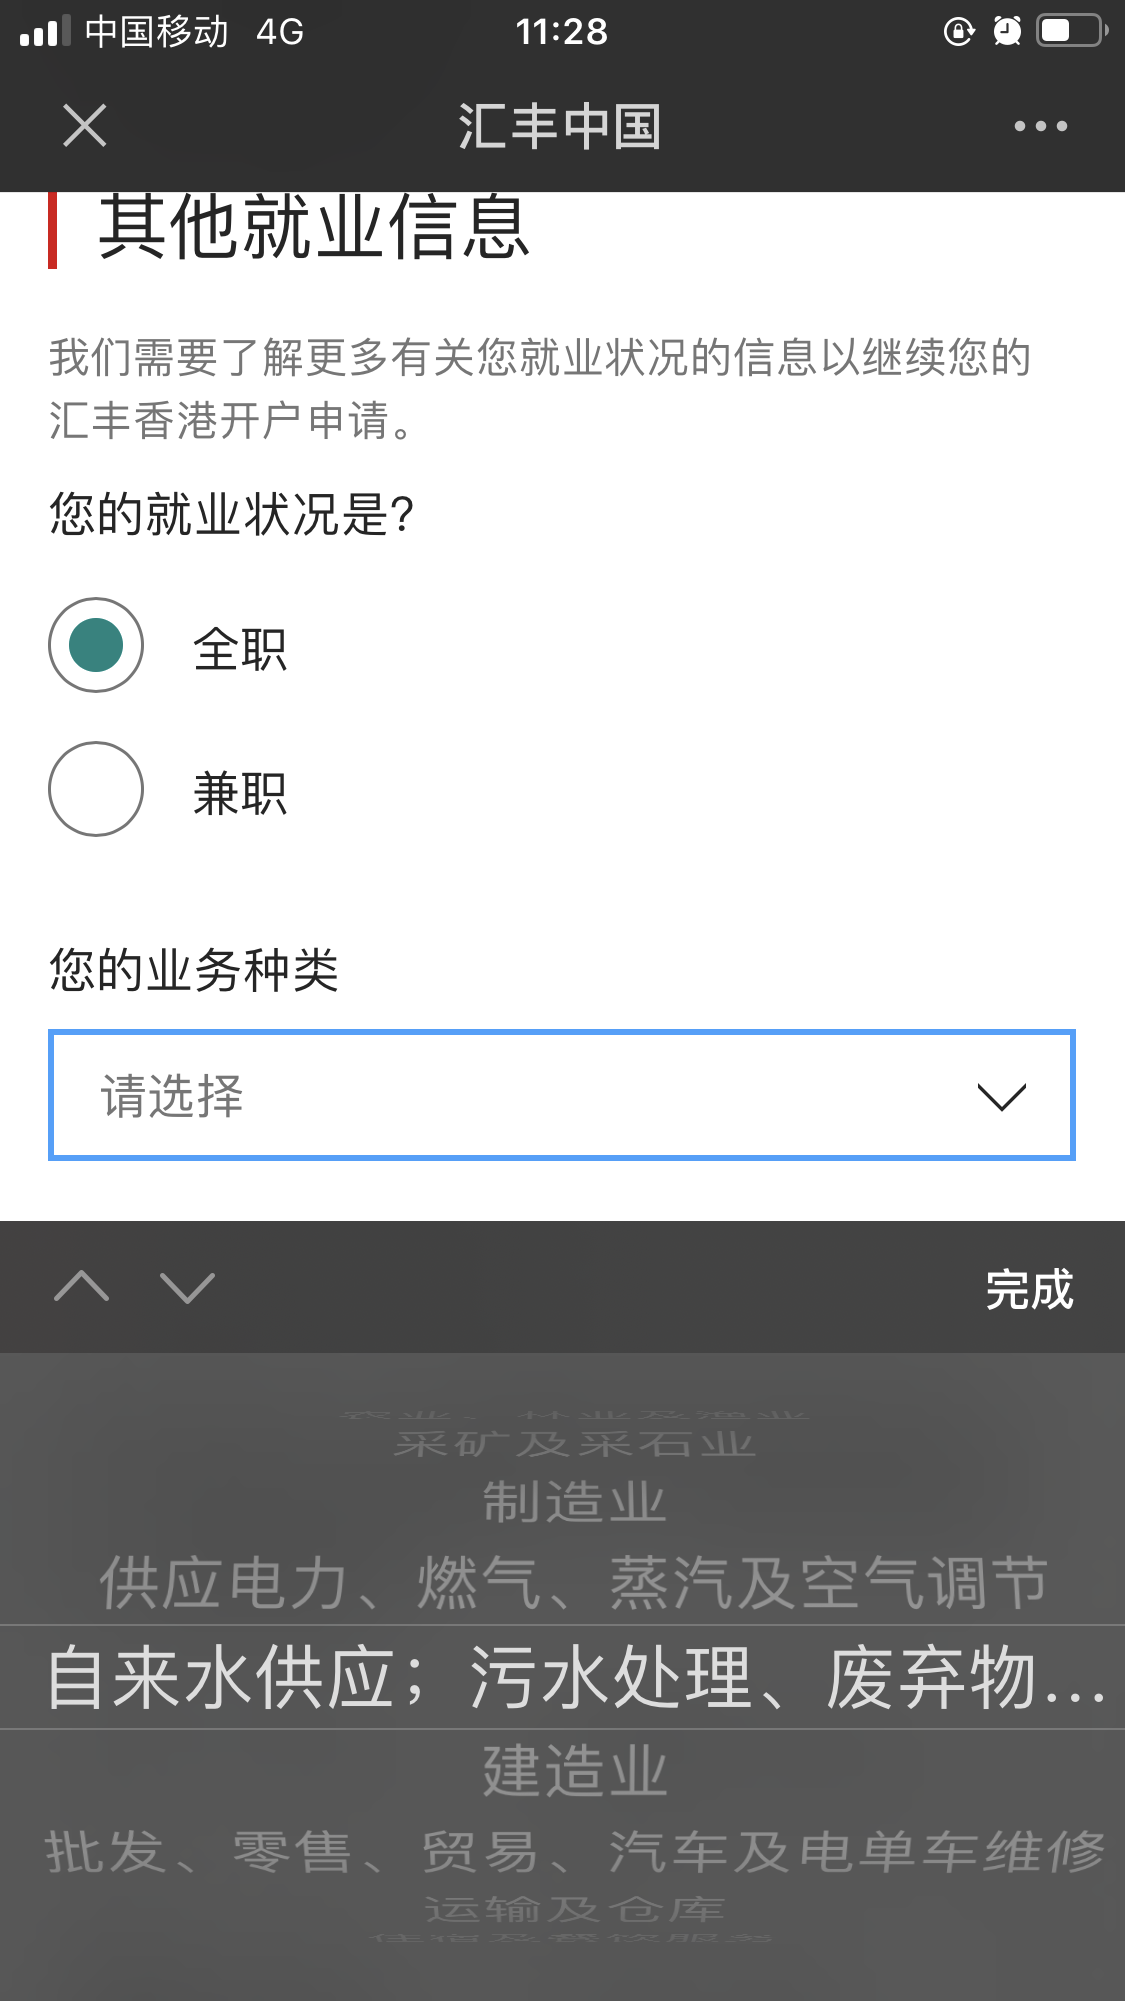 中国移动 4G 11:28
汇丰中国
其他就业信息
我们需要了解更多有关您就业状况的信息以继续您的
汇丰香港开户申请。
您的就业状况是?
全职
兼职
您的业务种类
请选择
完成
采矿及采石业
制造业
供应电力、燃气、蒸汽及空气调节
自来水供应；污水处理、废弃物...
建造业
批发、零售、贸易、汽车及电单车维修
运输及仓库